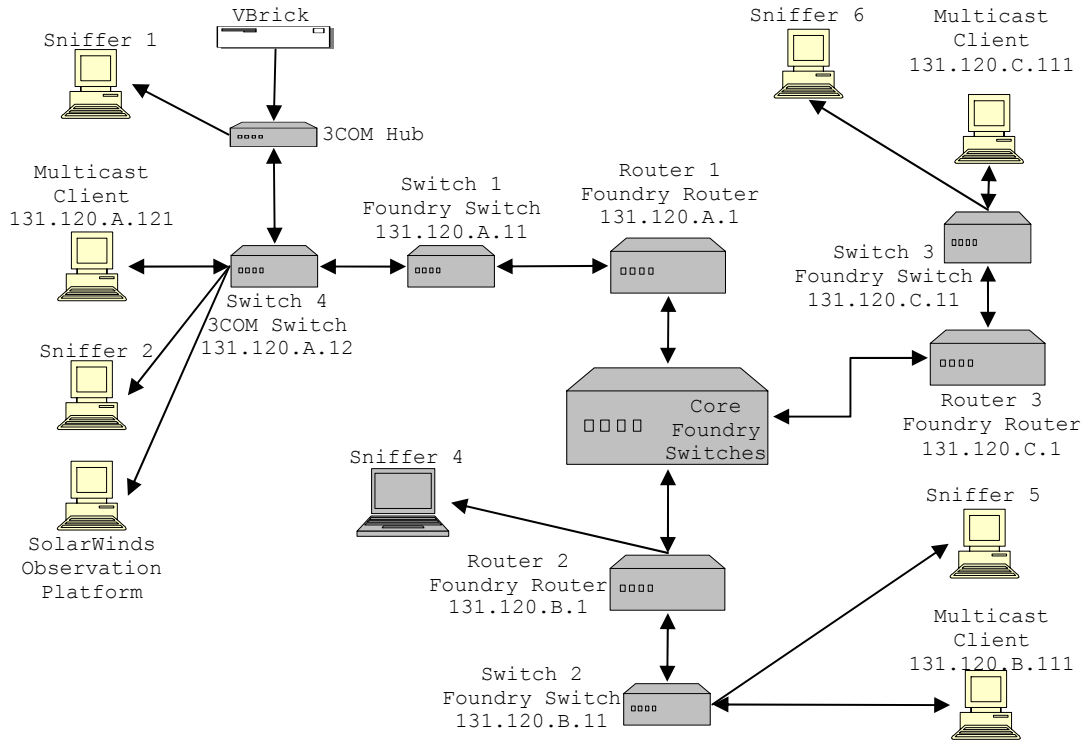 VBrick
Sniffer 1
3COM Hub
Sniffer 6
Multicast
Client
131.120.C.111
Multicast
Client
131.120.A.121
Switch 1
Foundry Switch
131.120.A.11
Router 1
Foundry Router
131.120.A.1
Switch 3
Foundry Switch
131.120.C.11
Switch 4
3COM Switch
131.120.A.12
Sniffer 2
Core
Foundry
Switches
Router 3
Foundry Router
131.120.C.1
SolarWinds
Observation
Platform
Sniffer 4
Sniffer 5
Router 2
Foundry Router
131.120.B.1
Multicast
Client
131.120.B.111
Switch 2
Foundry Switch
131.120.B.11